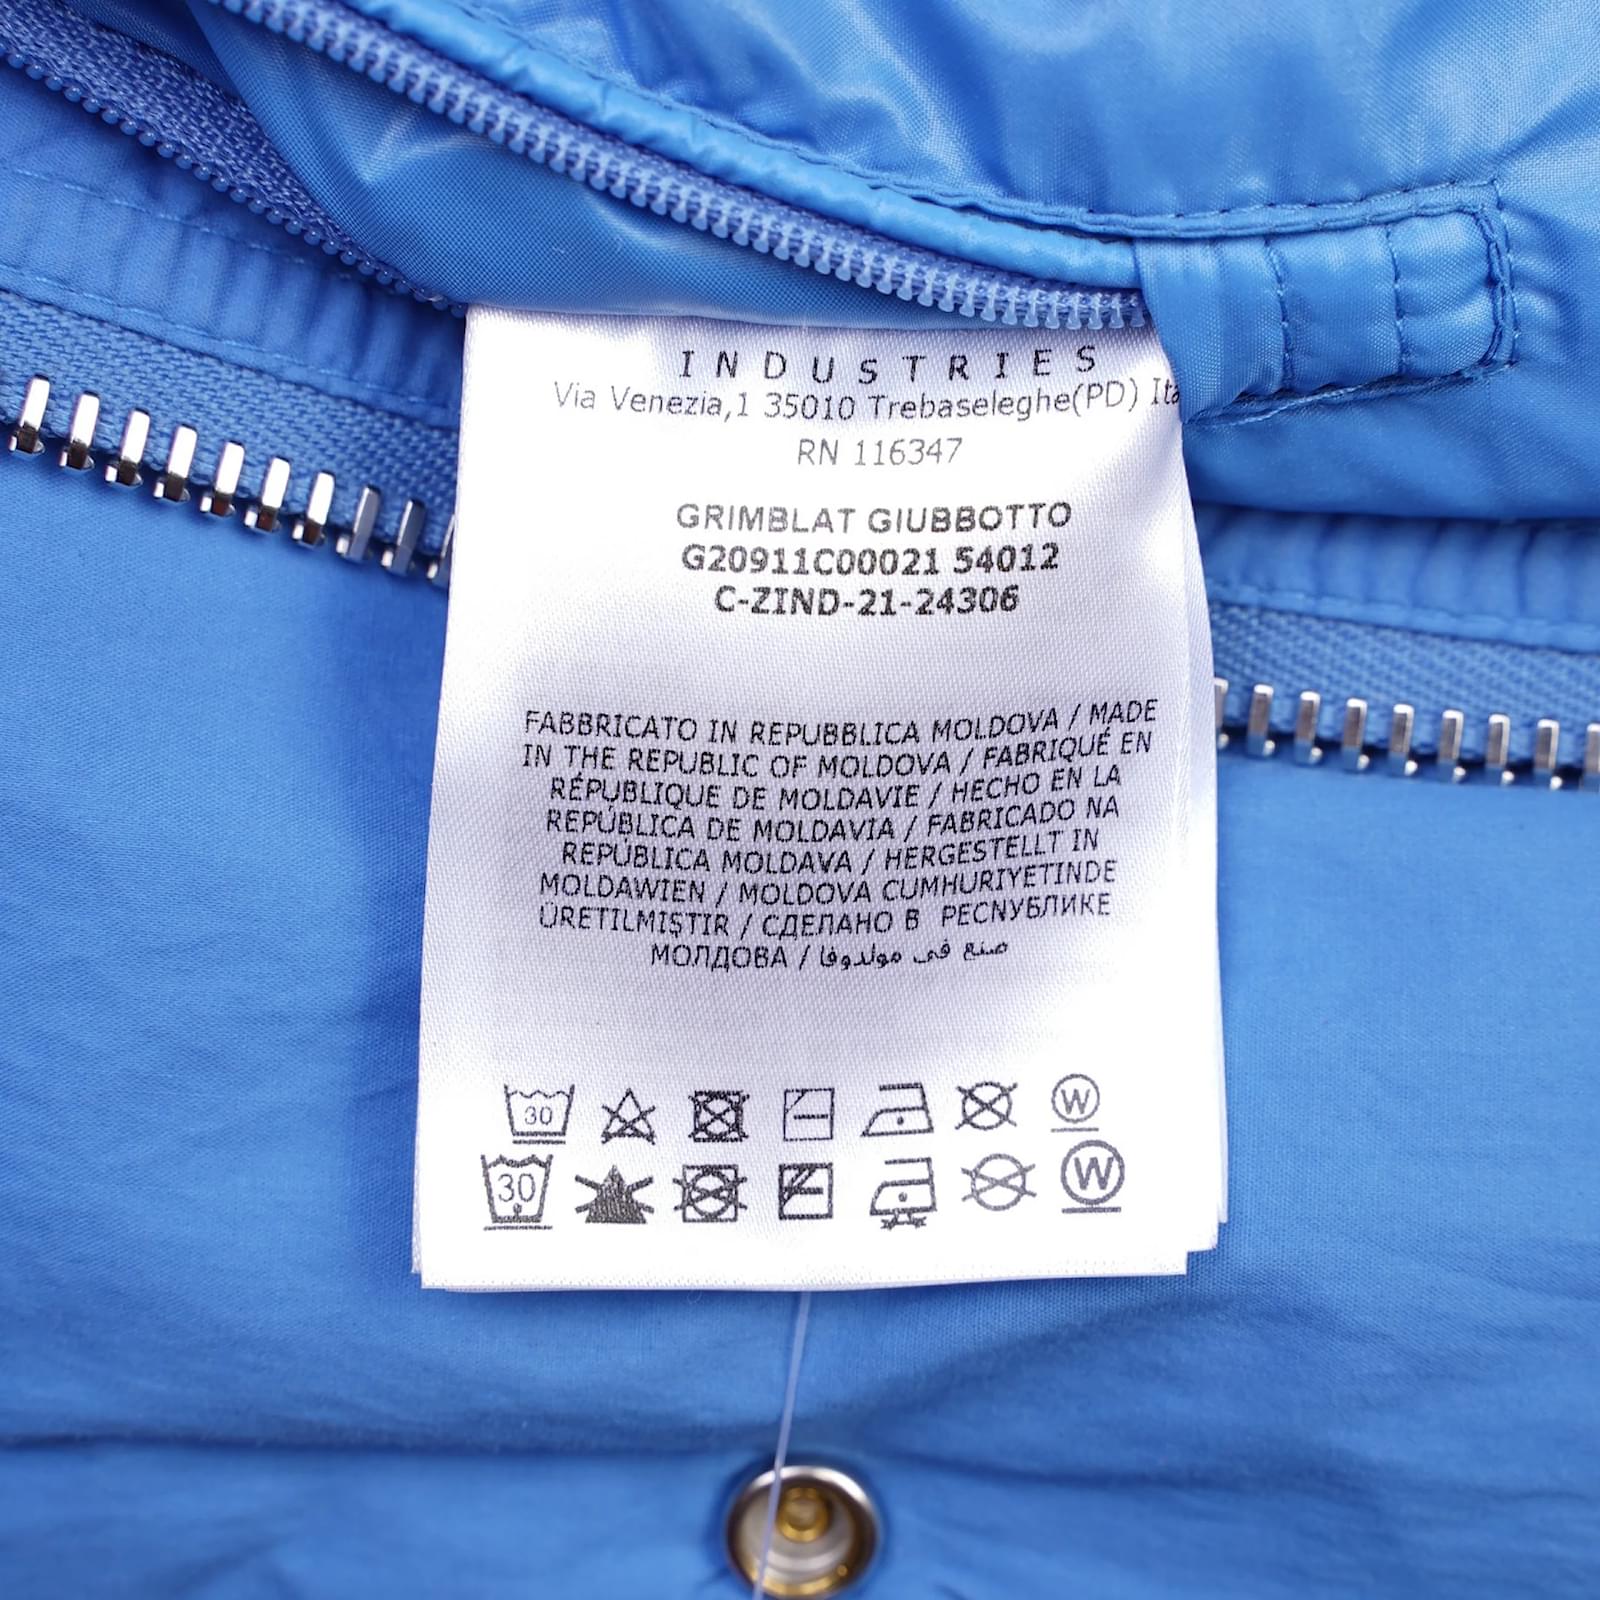 INDUSTRIES
Via Venezia,1 35010 Trebaseleghe(PD) Ita
RN 116347
GRIMBLAT GIUBBOTTO
G20911C00021 54012
C-ZIND-21-24306
FABBRICATO IN REPUBBLICA MOLDOVA / MADE
IN THE REPUBLIC OF MOLDOVA / FABRIQUÉ EN
RÉPUBLIQUE DE MOLDAVIE / HECHO EN LA
REPÚBLICA DE MOLDAVIA / FABRICADO NA
REPÚBLICA MOLDAVA / HERGESTELLT IN
MOLDAWIEN / MOLDOVA CUMHURIYETINDE
ÜRETILMIŞTIR / СДЕЛАНО В РЕСПУБЛИКЕ
МОЛДОВА / صنع في مولدوفا
30 W
30 W